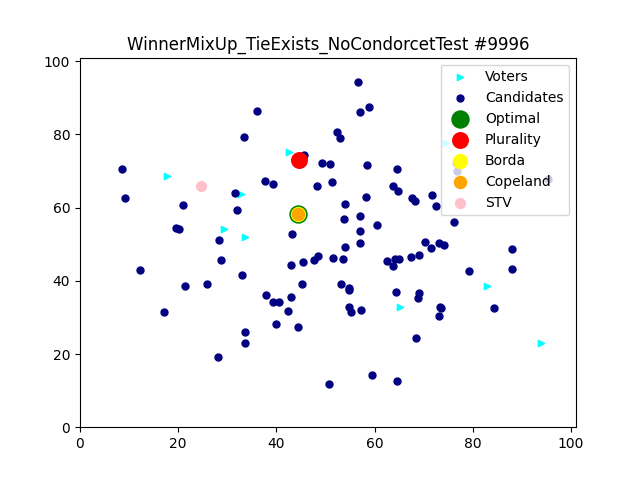 WinnerMixUp_TieExists_NoCondorcetTest #9996
100
80
60
40
20
0
0 20 40 60 80 100
Voters
Candidates
Optimal
Plurality
Borda
Copeland
STV